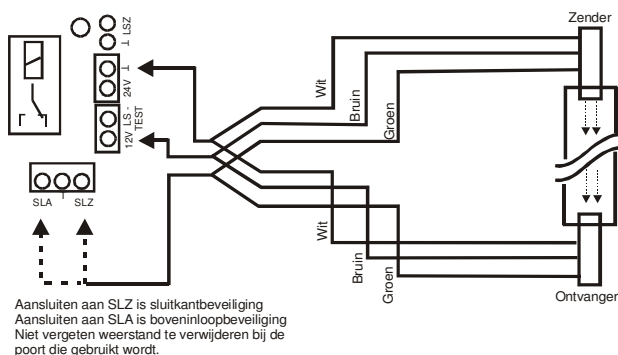 Zender
⊥ LSZ
24V ⊥
12V LS -
TEST
Wit
Bruin
Groen
SLA ⊥ SLZ
Wit
Bruin
Groen
Ontvanger
Aansluiten aan SLZ is sluitkantbeveiliging
Aansluiten aan SLA is boveninloopbeveiliging
Niet vergeten weerstand te verwijderen bij de
poort die gebruikt wordt.